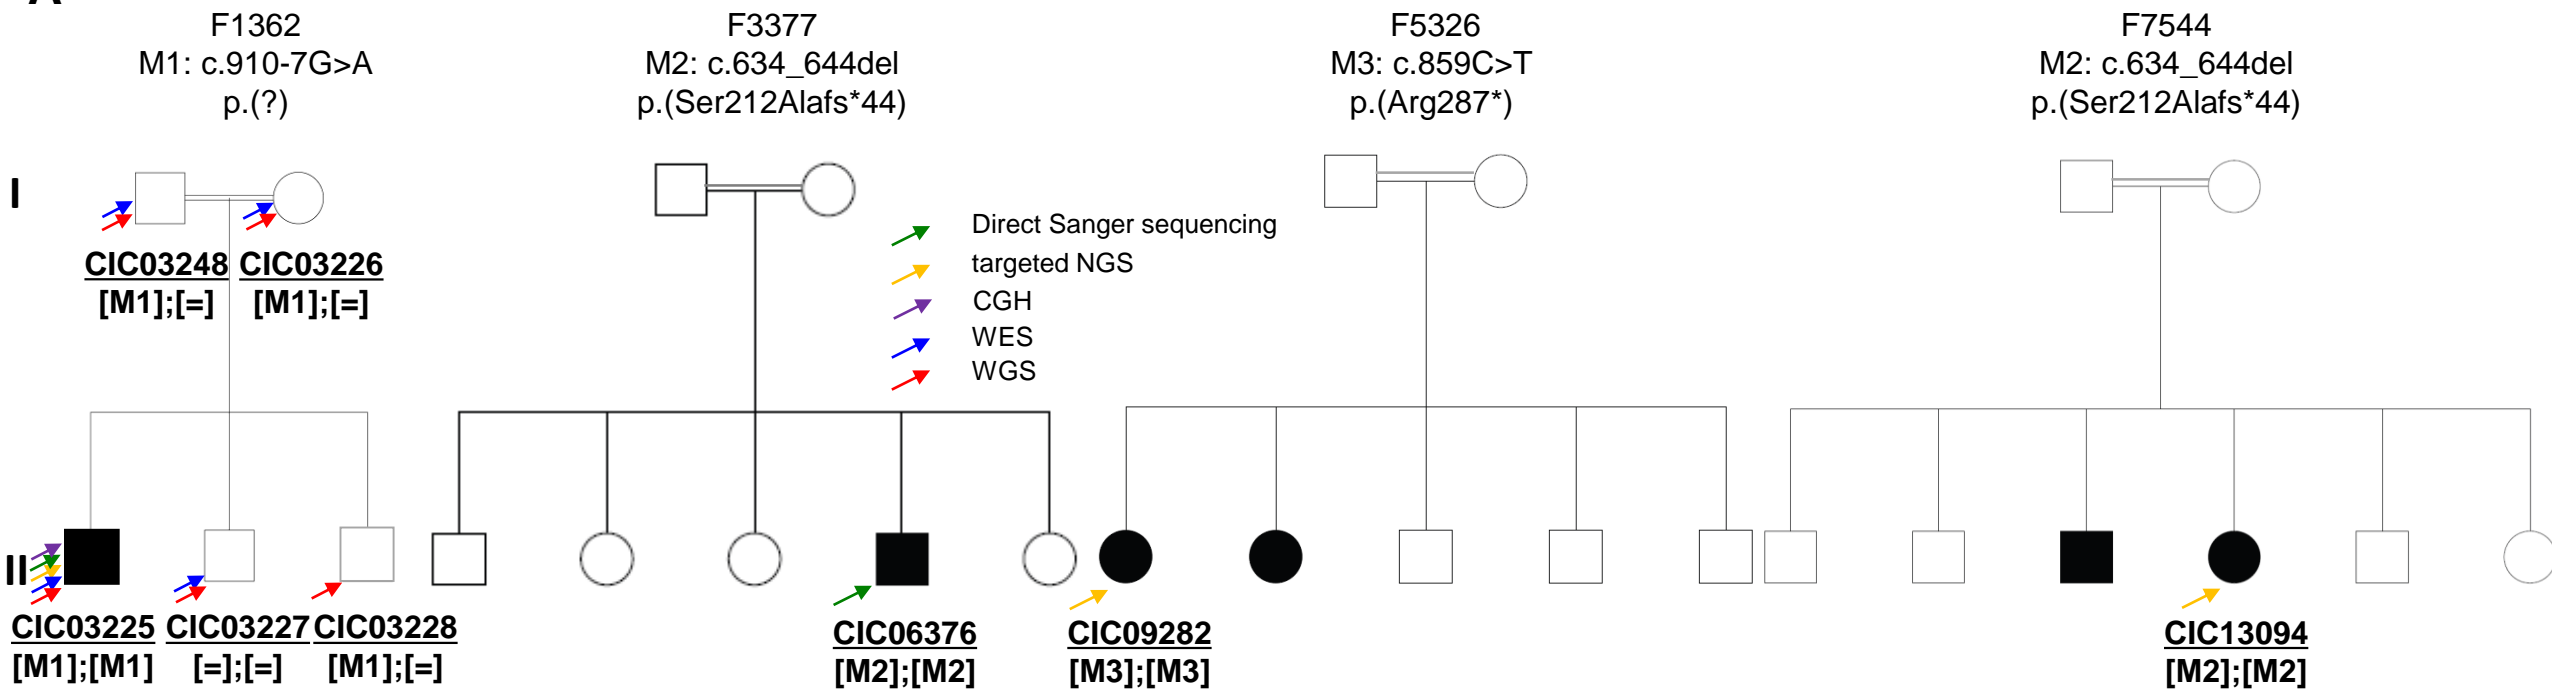 A
F1362
M1: c.910-7G>A
p.(?)
F3377
M2: c.634_644del
p.(Ser212Alafs*44)
F5326
M3: c.859C>T
p.(Arg287*)
F7544
M2: c.634_644del
p.(Ser212Alafs*44)
I
CIC03248 CIC03226
[M1];[=] [M1];[=]
Direct Sanger sequencing
targeted NGS
CGH
WES
WGS
II
CIC03225 CIC03227 CIC03228
[M1];[M1] [=];[=] [M1];[=]
CIC06376
[M2];[M2]
CIC09282
[M3];[M3]
CIC13094
[M2];[M2]